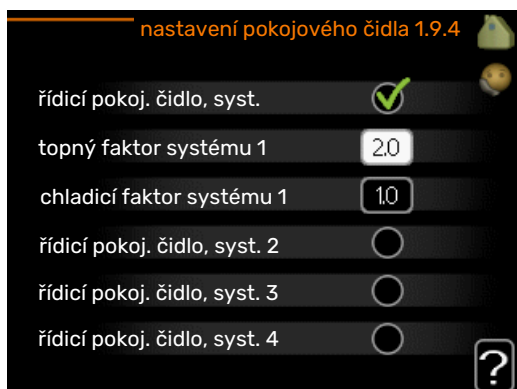 nastavení pokojového čidla 1.9.4
řídicí pokoj. čidlo, syst.
topný faktor systému 1 2.0
chladicí faktor systému 1 1.0
řídicí pokoj. čidlo, syst. 2
řídicí pokoj. čidlo, syst. 3
řídicí pokoj. čidlo, syst. 4
?